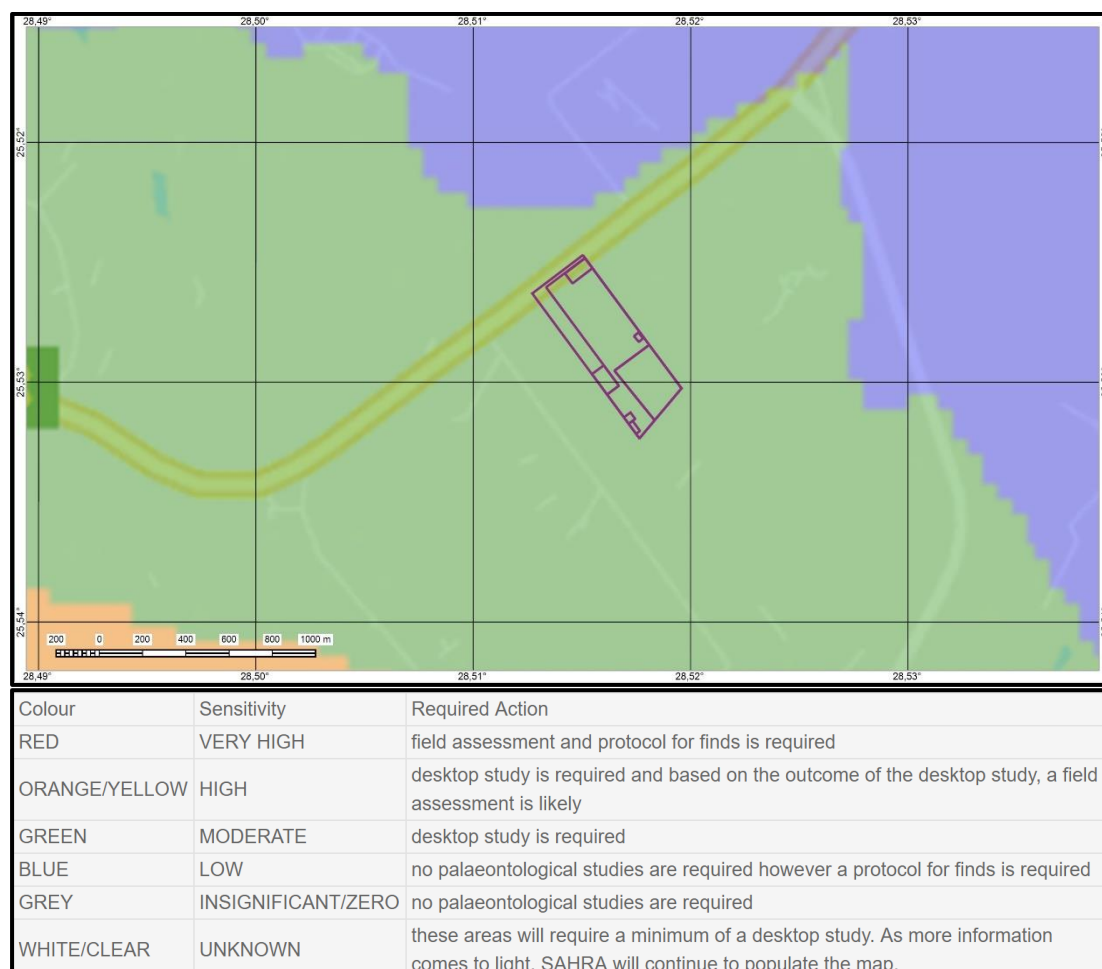 28,49° 28,50° 28,51° 28,52° 28,53°
25,52°
25,53°
25,54°
200 0 200 400 600 800 1000 m
28,49° 28,50° 28,51° 28,52° 28,53°
Colour Sensitivity Required Action
RED VERY HIGH field assessment and protocol for finds is required
ORANGE/YELLOW HIGH desktop study is required and based on the outcome of the desktop study, a field
assessment is likely
GREEN MODERATE desktop study is required
BLUE LOW no palaeontological studies are required however a protocol for finds is required
GREY INSIGNIFICANT/ZERO no palaeontological studies are required
WHITE/CLEAR UNKNOWN these areas will require a minimum of a desktop study. As more information
comes to light, SAHRA will continue to populate the map.